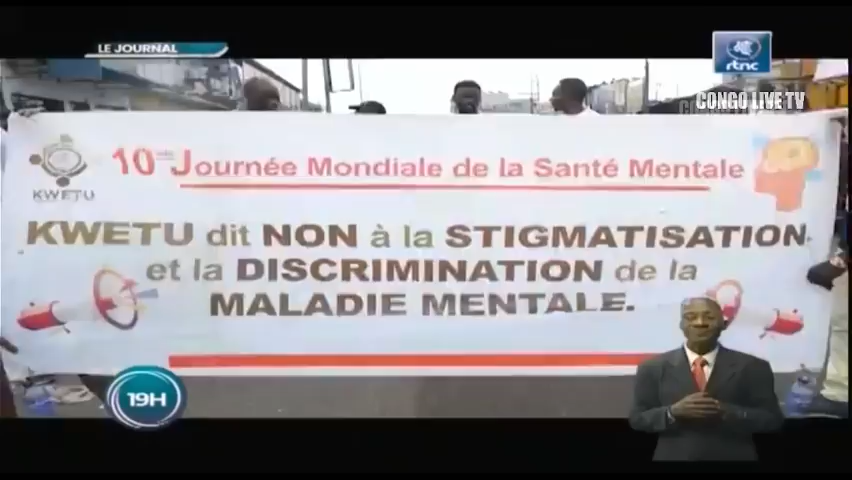 LE JOURNAL
rtnc
CONGO LIVE TV
10ème Journée Mondiale de la Santé Mentale
KWETU
KWETU dit NON à la STIGMATISATION
et la DISCRIMINATION de la
MALADIE MENTALE.
19H